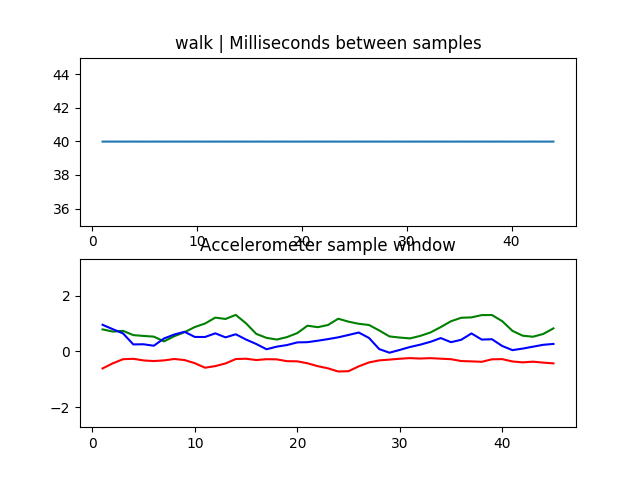 walk | Milliseconds between samples
44
42
40
38
36
0 10 20 30 40
Accelerometer sample window
2
0
−2
0 10 20 30 40